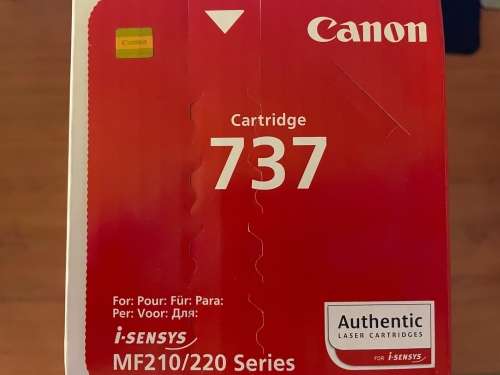 Canon
Canon
Cartridge
737
For: Pour: Für: Para:
Per: Voor: Для:
i-SENSYS
MF210/220 Series
Authentic
LASER CARTRIDGES
FOR i-SENSYS